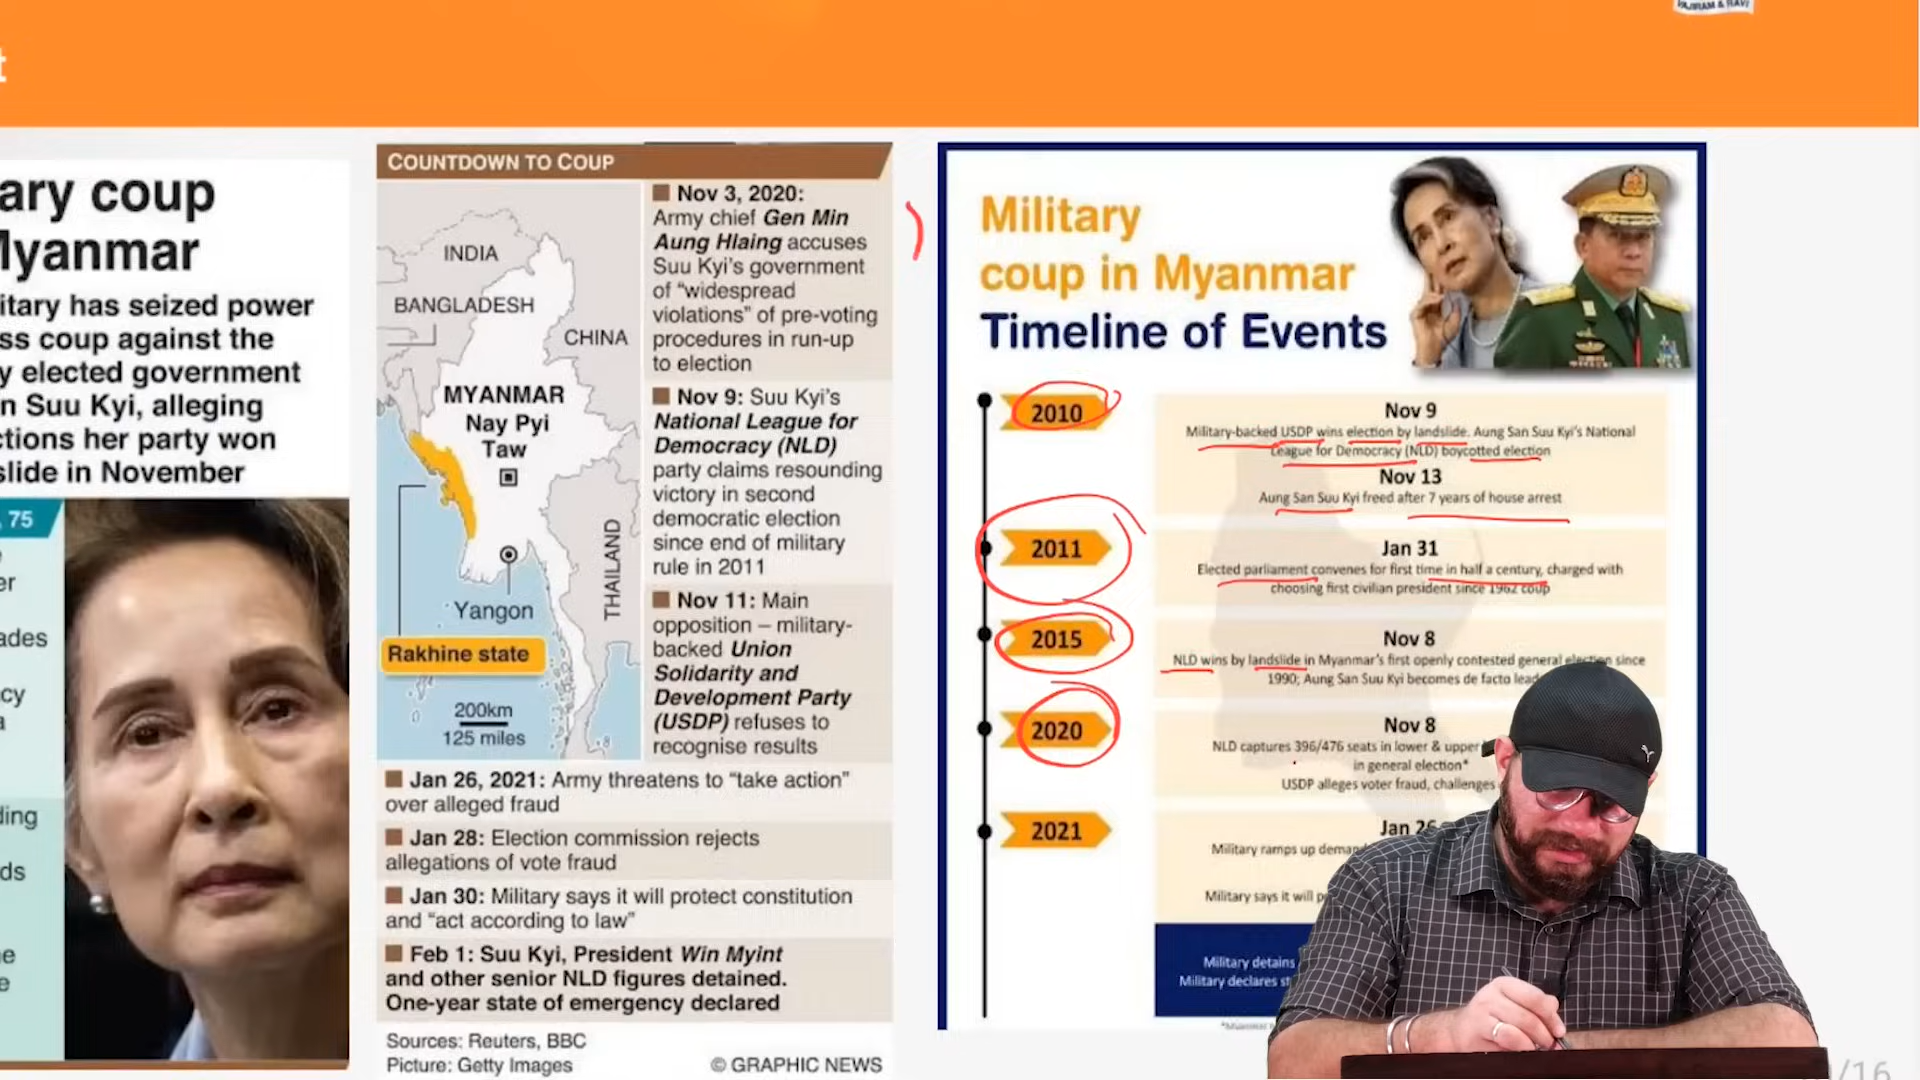 VAJIRAM & RAVI
t
ary coup
Myanmar
itary has seized power
ss coup against the
y elected government
n Suu Kyi, alleging
ctions her party won
slide in November
, 75
er
ades
cy
a
ding
ds
e
e
COUNTDOWN TO COUP
INDIA
BANGLADESH
CHINA
MYANMAR
Nay Pyi
Taw
THAILAND
Yangon
Rakhine state
200km
125 miles
Nov 3, 2020:
Army chief Gen Min
Aung Hlaing accuses
Suu Kyi's government
of "widespread
violations" of pre-voting
procedures in run-up
to election
Nov 9: Suu Kyi's
National League for
Democracy (NLD)
party claims resounding
victory in second
democratic election
since end of military
rule in 2011
Nov 11: Main
opposition – military-
backed Union
Solidarity and
Development Party
(USDP) refuses to
recognise results
Jan 26, 2021: Army threatens to "take action"
over alleged fraud
Jan 28: Election commission rejects
allegations of vote fraud
Jan 30: Military says it will protect constitution
and "act according to law"
Feb 1: Suu Kyi, President Win Myint
and other senior NLD figures detained.
One-year state of emergency declared
Sources: Reuters, BBC
Picture: Getty Images
© GRAPHIC NEWS
Military
coup in Myanmar
Timeline of Events
2010
Nov 9
Military-backed USDP wins election by landslide. Aung San Suu Kyi's National
League for Democracy (NLD) boycotted election
Nov 13
Aung San Suu Kyi freed after 7 years of house arrest
2011
Jan 31
Elected parliament convenes for first time in half a century, charged with
choosing first civilian president since 1962 coup
2015
Nov 8
NLD wins by landslide in Myanmar's first openly contested general election since
1990; Aung San Suu Kyi becomes de facto lead
2020
Nov 8
NLD captures 396/476 seats in lower & upper
in general election*
USDP alleges voter fraud, challenges
2021
Jan 26
Military ramps up deman
Military says it will p
Military detains
Military declares st
/16